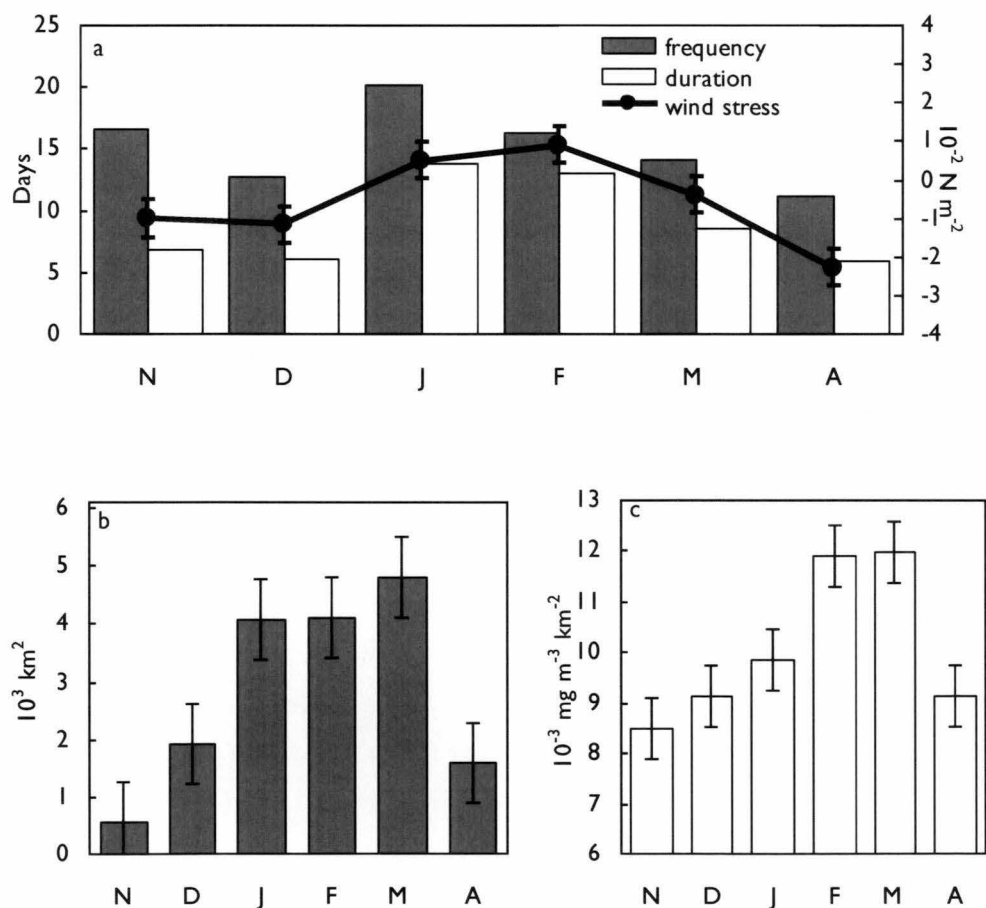 a
frequency
duration
wind stress
25
20
15
10
5
0
Days
4
3
2
1
0
-1
-2
-3
-4
10⁻² N m⁻²
N D J F M A
b
6
5
4
3
2
1
0
10³ km²
N D J F M A
c
13
12
11
10
9
8
7
6
10⁻³ mg m⁻³ km⁻²
N D J F M A